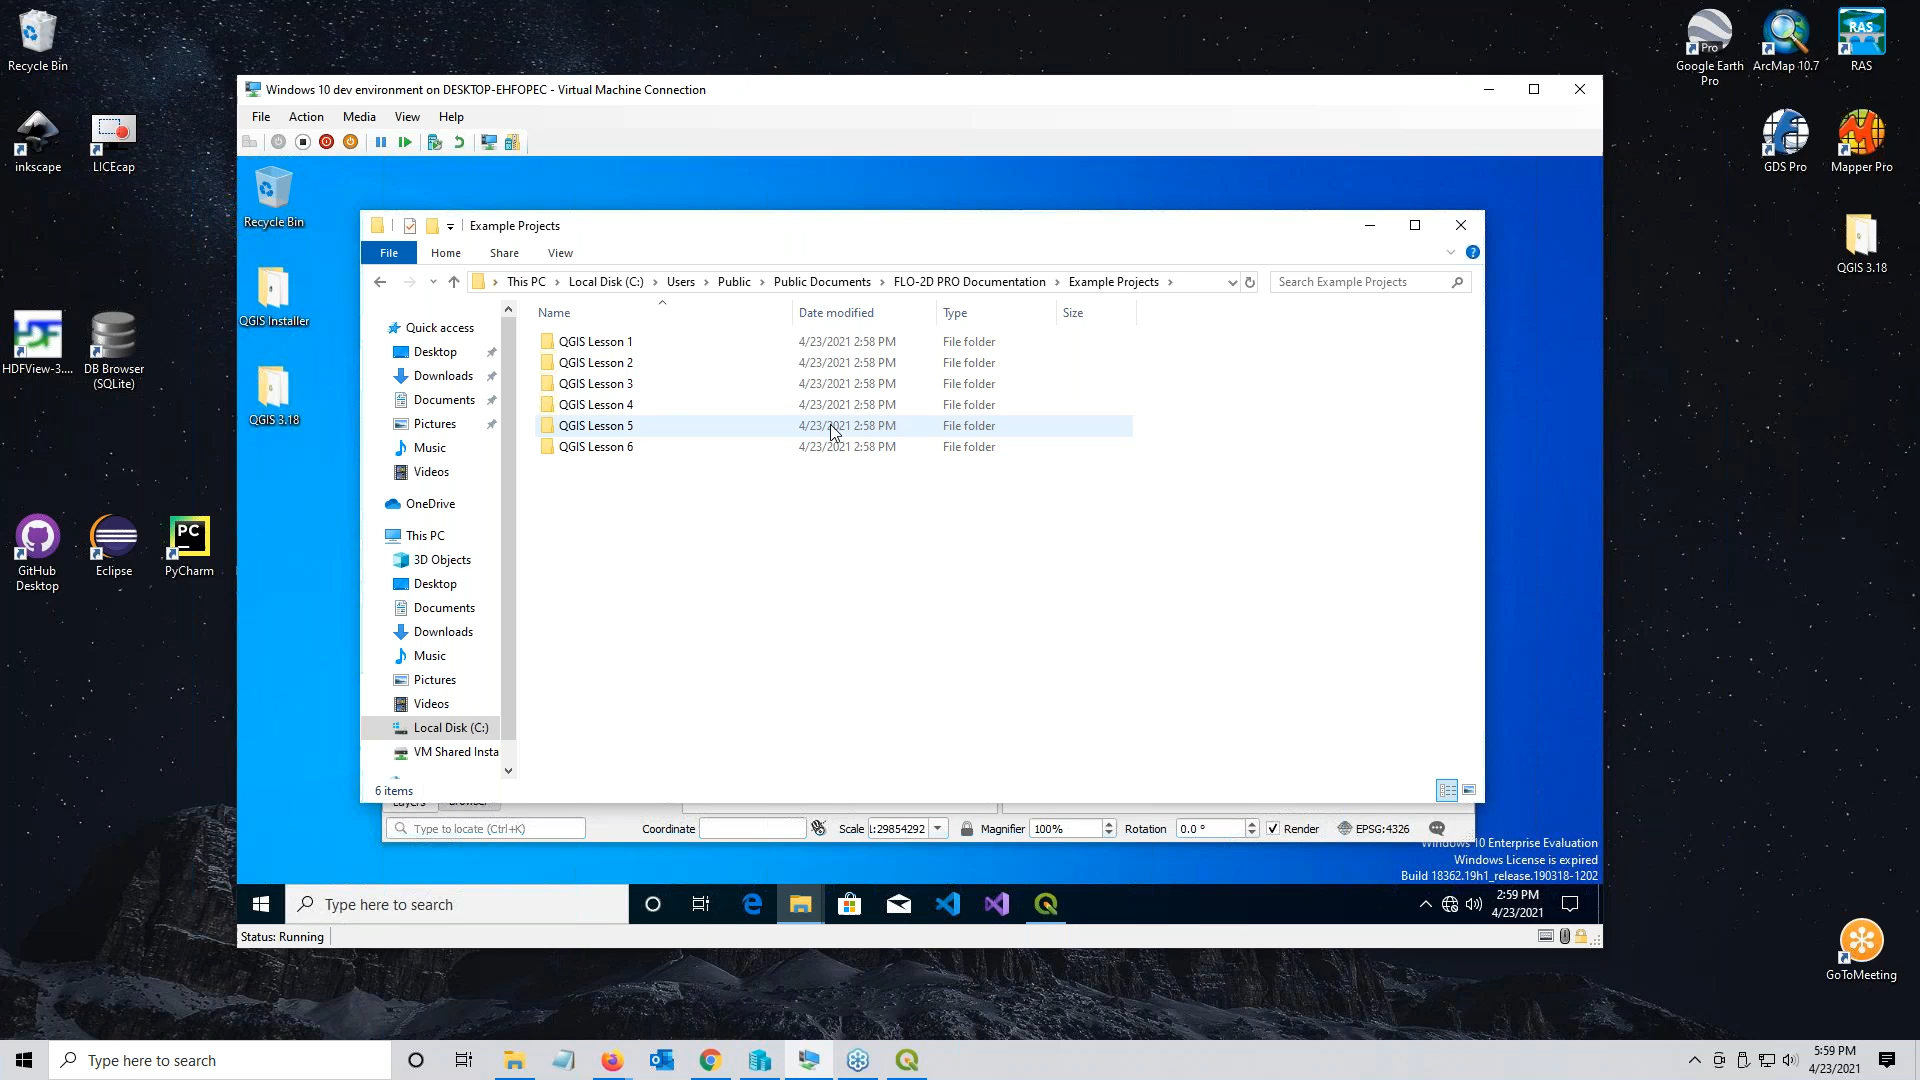 Recycle Bin
inkscape
LICEcap
HDFView-3....
DB Browser
(SQLite)
GitHub
Desktop
Eclipse
PC
PyCharm
Google Earth
Pro
ArcMap 10.7
RAS
RAS
GDS Pro
Mapper Pro
QGIS 3.18
GoToMeeting
Windows 10 dev environment on DESKTOP-EHFOPEC - Virtual Machine Connection
File Action Media View Help
Recycle Bin
QGIS Installer
QGIS 3.18
Example Projects
File Home Share View
This PC > Local Disk (C:) > Users > Public > Public Documents > FLO-2D PRO Documentation > Example Projects >
Search Example Projects
Quick access
Desktop
Downloads
Documents
Pictures
Music
Videos
OneDrive
This PC
3D Objects
Desktop
Documents
Downloads
Music
Pictures
Videos
Local Disk (C:)
VM Shared Insta
Name Date modified Type Size
QGIS Lesson 1 4/23/2021 2:58 PM File folder
QGIS Lesson 2 4/23/2021 2:58 PM File folder
QGIS Lesson 3 4/23/2021 2:58 PM File folder
QGIS Lesson 4 4/23/2021 2:58 PM File folder
QGIS Lesson 5 4/23/2021 2:58 PM File folder
QGIS Lesson 6 4/23/2021 2:58 PM File folder
6 items
Layers Browser
Type to locate (Ctrl+K) Coordinate Scale 1:29854292 Magnifier 100% Rotation 0.0 ° Render EPSG:4326
Windows 10 Enterprise Evaluation
Windows License is expired
Build 18362.19h1_release.190318-1202
Type here to search
2:59 PM
4/23/2021
Status: Running
Type here to search
5:59 PM
4/23/2021